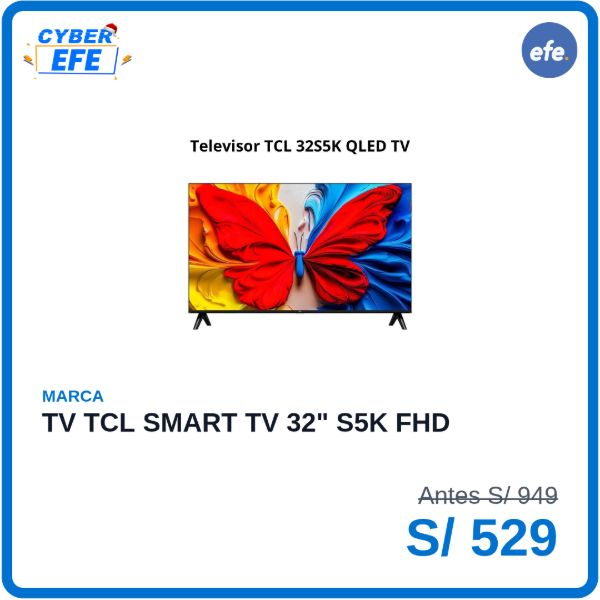 CYBER
EFE
efe.
Televisor TCL 32S5K QLED TV
MARCA
TV TCL SMART TV 32" S5K FHD
Antes S/ 949
S/ 529